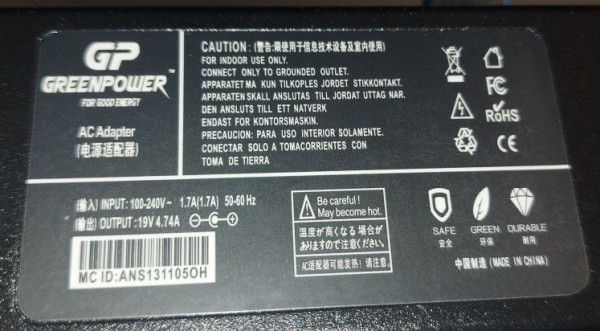 GP
GREENPOWER™
FOR GOOD ENERGY
AC Adapter
(电源适配器)
CAUTION: (警告:限使用于信息技术设备及室内使用)
FOR INDOOR USE ONLY.
CONNECT ONLY TO GROUNDED OUTLET.
APPARATET MA KUN TILKOPLES JORDET STIKKONTAKT.
APPARATEN SKALL ANSLUTAS TILL JORDAT UTTAG NAR.
DEN ANSLUTS TILL ETT NATVERK
ENDAST FOR KONTORSMASKIN.
PRECAUCION: PARA USO INTERIOR SOLAMENTE.
CONECTAR SOLO A TOMACORRIENTES CON
TOMA DE TIERRA
FC
RoHS
CE
(输入) INPUT: 100-240V~ 1.7A(1.7A) 50-60 Hz
(输出) OUTPUT: 19V 4.74A
MC ID: ANS131105OH
Be careful !
May become hot.
温度が高くなる場合が
ありますので注意下さい.
AC适配器可能发热! 请注意.
SAFE
安全
GREEN
环保
DURABLE
耐用
中国制造 (MADE IN CHINA)